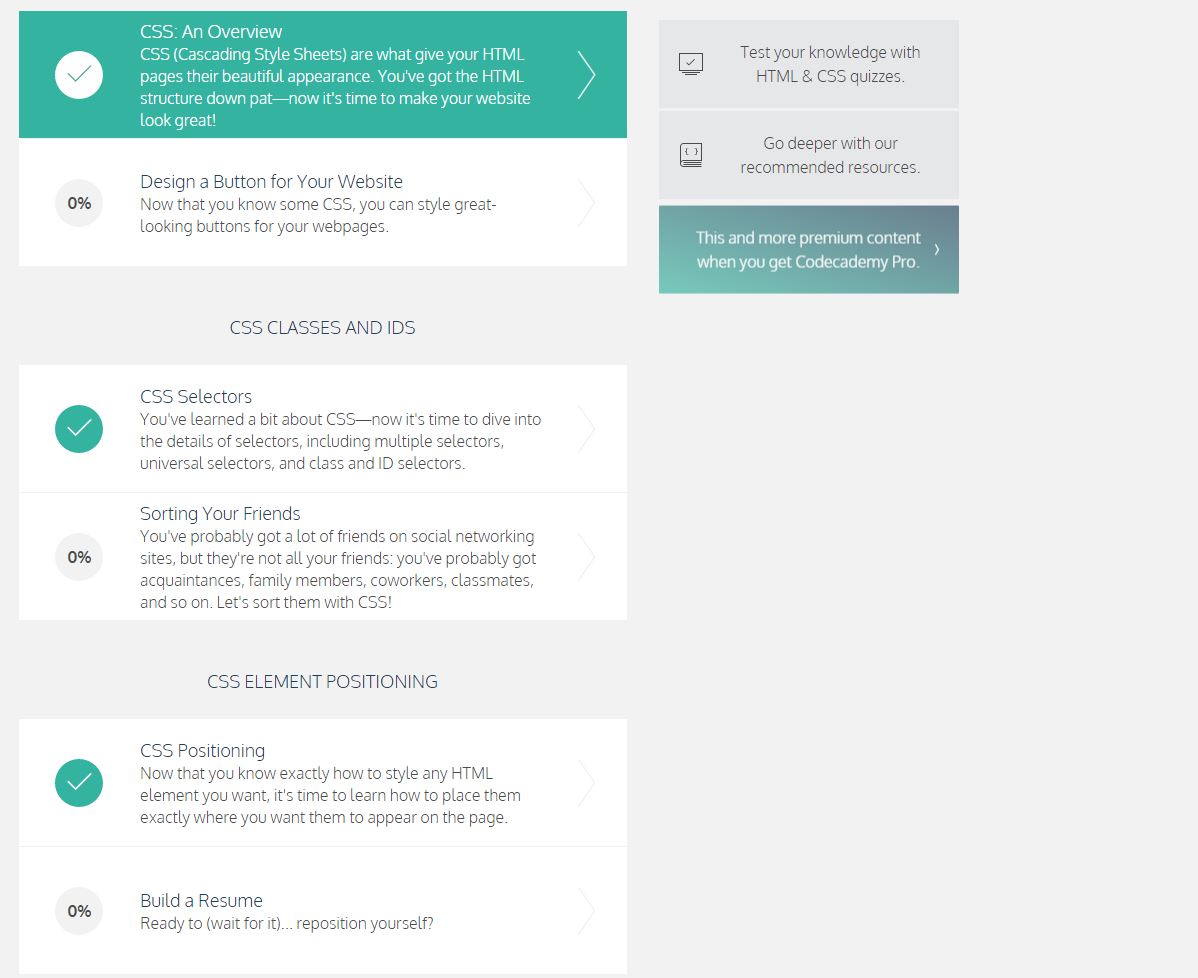 CSS: An Overview
CSS (Cascading Style Sheets) are what give your HTML
pages their beautiful appearance. You've got the HTML
structure down pat—now it's time to make your website
look great!
0%
Design a Button for Your Website
Now that you know some CSS, you can style great-
looking buttons for your webpages.
CSS CLASSES AND IDS
CSS Selectors
You've learned a bit about CSS—now it's time to dive into
the details of selectors, including multiple selectors,
universal selectors, and class and ID selectors.
0%
Sorting Your Friends
You've probably got a lot of friends on social networking
sites, but they're not all your friends: you've probably got
acquaintances, family members, coworkers, classmates,
and so on. Let's sort them with CSS!
CSS ELEMENT POSITIONING
CSS Positioning
Now that you know exactly how to style any HTML
element you want, it's time to learn how to place them
exactly where you want them to appear on the page.
0%
Build a Resume
Ready to (wait for it)... reposition yourself?
Test your knowledge with
HTML & CSS quizzes.
Go deeper with our
recommended resources.
This and more premium content
when you get Codecademy Pro.